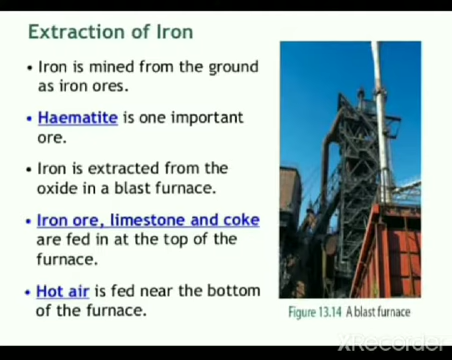 Extraction of Iron
• Iron is mined from the ground
as iron ores.
• Haematite is one important
ore.
• Iron is extracted from the
oxide in a blast furnace.
• Iron ore, limestone and coke
are fed in at the top of the
furnace.
• Hot air is fed near the bottom
of the furnace.
Figure 13.14 A blast furnace
XRecorder